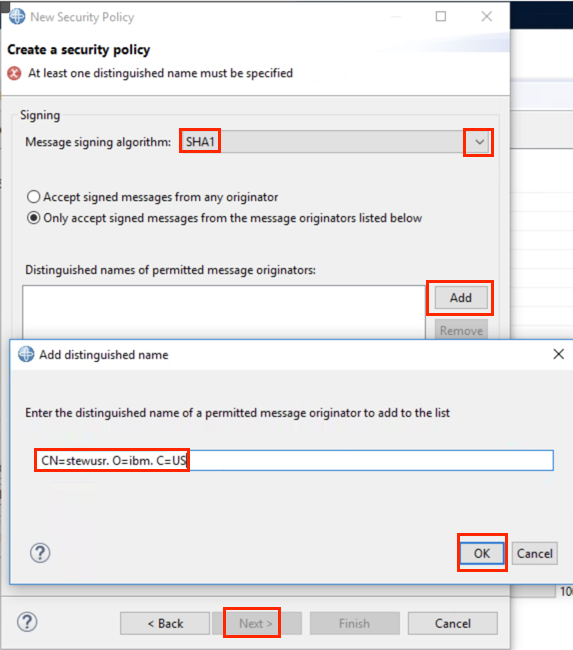 New Security Policy
Create a security policy
At least one distinguished name must be specified
Signing
Message signing algorithm: SHA1
Accept signed messages from any originator
Only accept signed messages from the message originators listed below
Distinguished names of permitted message originators:
Add
Remove
Add distinguished name
Enter the distinguished name of a permitted message originator to add to the list
CN=stewusr. O=ibm. C=US
? OK Cancel
? < Back Next > Finish Cancel